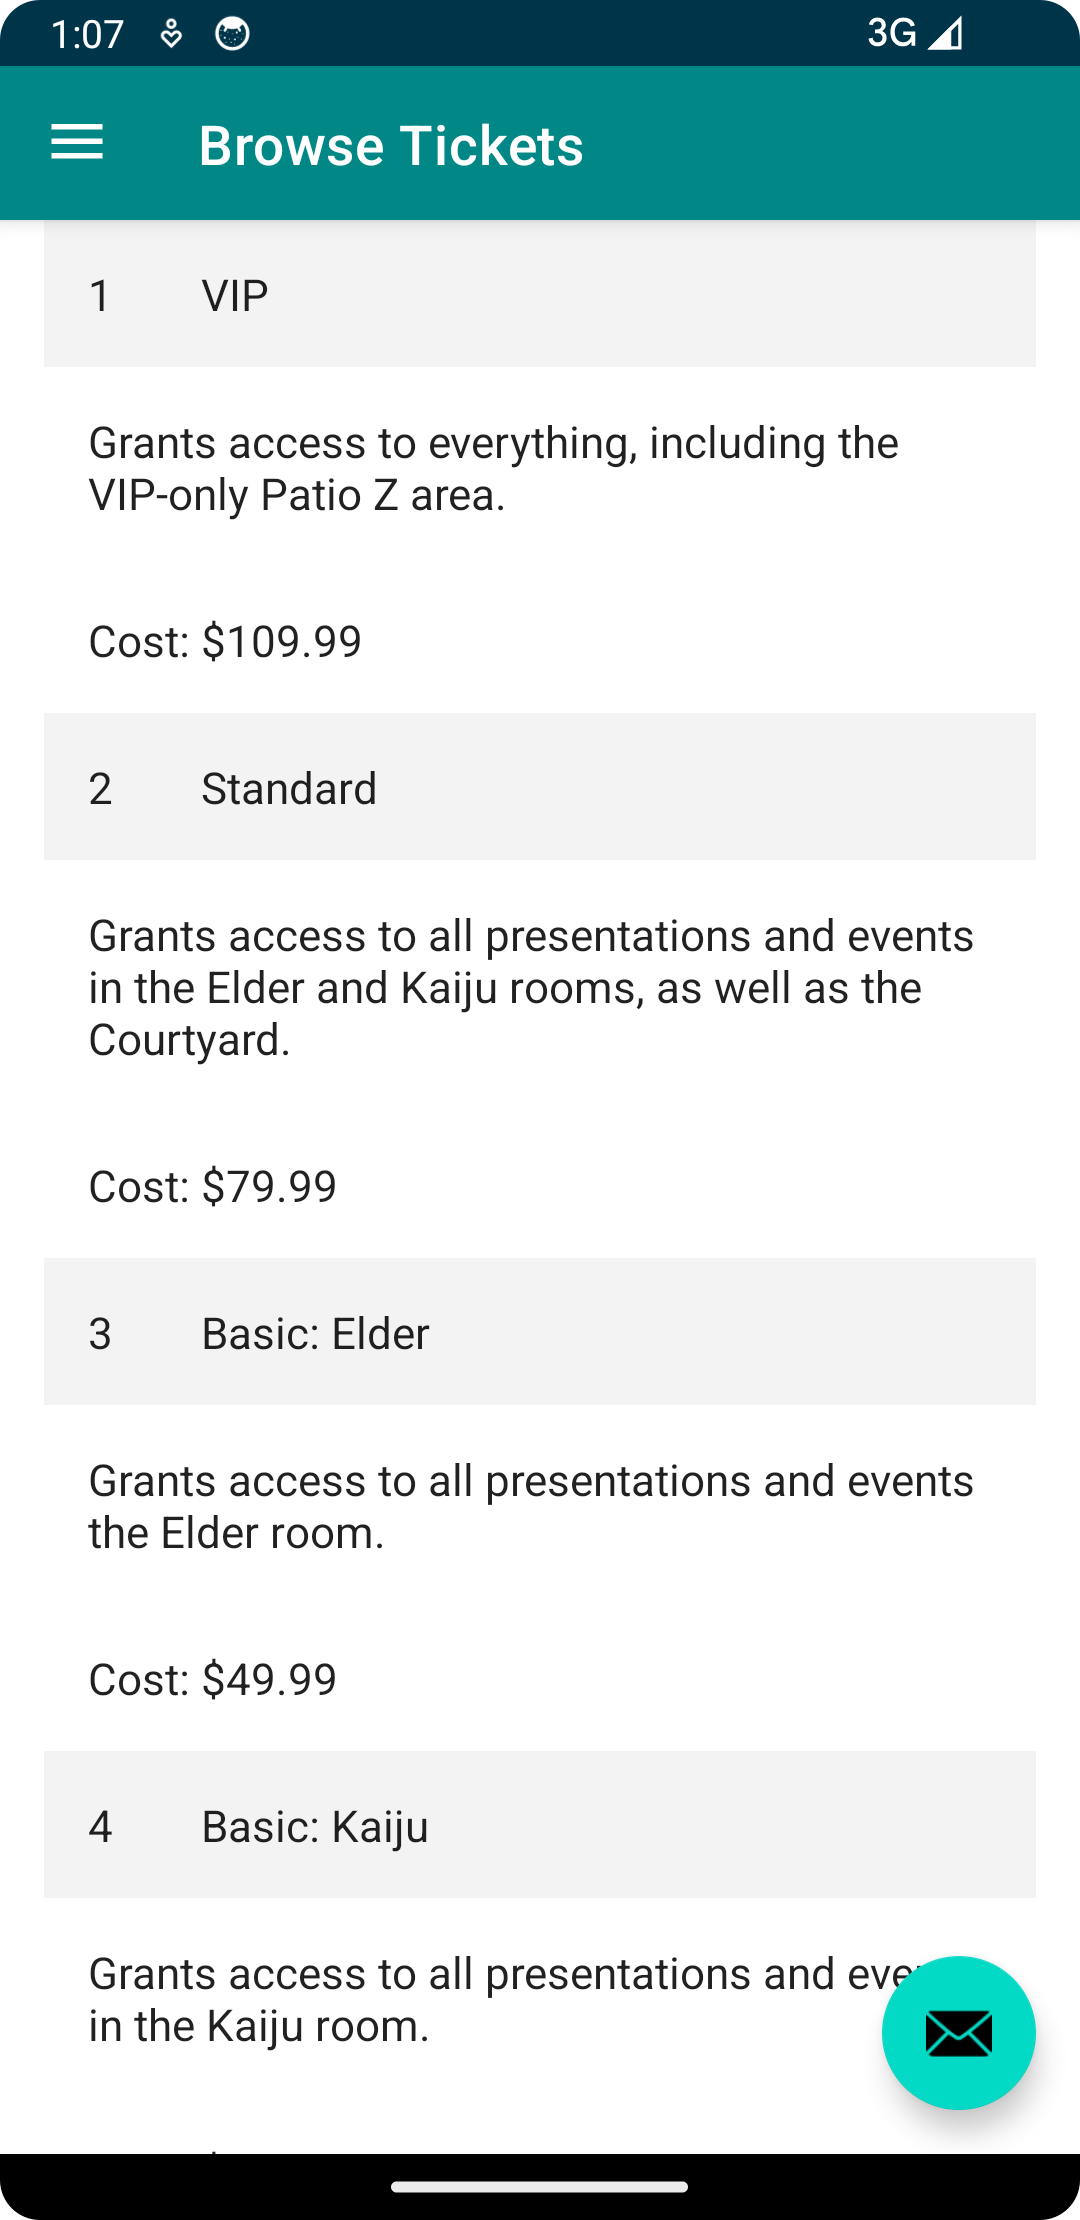 1:07 3G
Browse Tickets
1 VIP
Grants access to everything, including the
VIP-only Patio Z area.
Cost: $109.99
2 Standard
Grants access to all presentations and events
in the Elder and Kaiju rooms, as well as the
Courtyard.
Cost: $79.99
3 Basic: Elder
Grants access to all presentations and events
the Elder room.
Cost: $49.99
4 Basic: Kaiju
Grants access to all presentations and
in the Kaiju room.